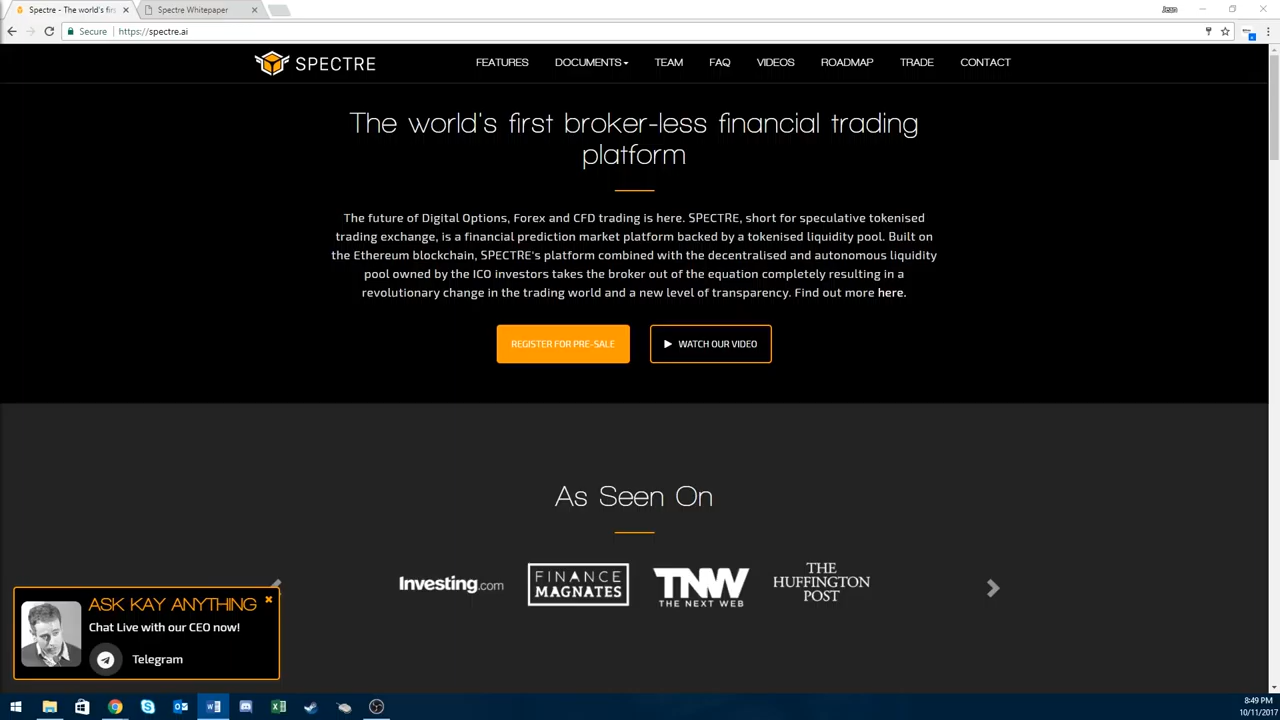 Spectre - The world's firs
Spectre Whitepaper
Jean
Secure
https://spectre.ai
SPECTRE
FEATURES
DOCUMENTS
TEAM
FAQ
VIDEOS
ROADMAP
TRADE
CONTACT
The world's first broker-less financial trading
platform
The future of Digital Options, Forex and CFD trading is here. SPECTRE, short for speculative tokenised
trading exchange, is a financial prediction market platform backed by a tokenised liquidity pool. Built on
the Ethereum blockchain, SPECTRE's platform combined with the decentralised and autonomous liquidity
pool owned by the ICO investors takes the broker out of the equation completely resulting in a
revolutionary change in the trading world and a new level of transparency. Find out more here.
REGISTER FOR PRE-SALE
WATCH OUR VIDEO
As Seen On
Investing.com
FINANCE
MAGNATES
TNW
THE NEXT WEB
THE
HUFFINGTON
POST
ASK KAY ANYTHING
Chat Live with our CEO now!
Telegram
8:49 PM
10/11/2017